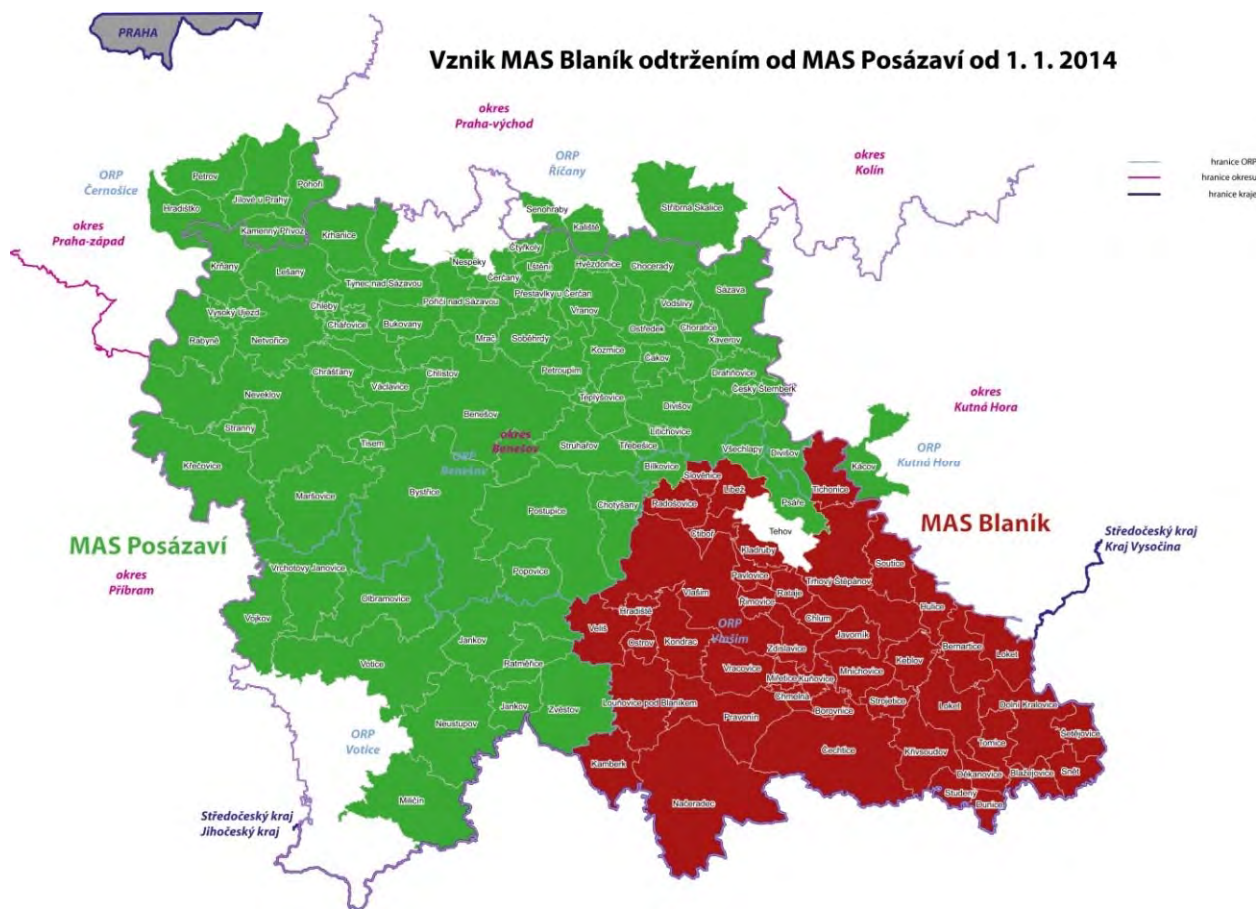 PRAHA
Vznik MAS Blaník odtržením od MAS Posázaví od 1. 1. 2014
okres
Praha-východ
ORP
Říčany
okres
Kolín
hranice ORP
hranice okresu
hranice kraje
ORP
Černošice
okres
Praha-západ
Petrov
Pohoří
Jílové u Prahy
Hradištko
Kamenný Přívoz
Krhanice
Senohraby
Kaliště
Stříbrná Skalice
Čtyřkoly
Nespeky
Lštění
Hvězdonice
Chocerady
Krňany
Lešany
Týnec nad Sázavou
Čerčany
Sázava
Přestavlky u Čerčan
Poříčí nad Sázavou
Vodslivy
Chleby
Vysoký Újezd
Vranov
Chářovice
Bukovany
Ostředek
Choratice
Rabyně
Netvořice
Mrač
Soběhrdy
Xaverov
Kozmice
Čakov
Chrášťany
Chlístov
Petroupim
Drahňovice
Václavice
Český Šternberk
Neveklov
Teplýšovice
Divišov
Benešov
Stranný
Litichovice
okres
Benešov
Tisem
Struhařov
Třebešice
Všechlapy
Divišov
ORP
Benešov
Bílkovice
Křečovice
Bystřice
Maršovice
Postupice
Chotýšany
Psáře
okres
Kutná Hora
ORP
Kutná Hora
Kácov
Slověnice
Libež
Tichonice
Radošovice
Tehov
Ctiboř
MAS Posázaví
okres
Příbram
MAS Blaník
Středočeský kraj
Kraj Vysočina
Kladruby
Vrchotovy Janovice
Popovice
Pavlovice
Soutice
Trhový Štěpánov
Olbramovice
Vlašim
Rataje
Řimovice
Hulice
Vojkov
Hradiště
Chlum
Veliš
ORP
Vlašim
Jankov
Ostrov
Kondrac
Javorník
Bernartice
Zdislavice
Loket
Votice
Ratměřice
Vracovice
Mnichovice
Keblov
Miřetice
Kuňovice
Chmelná
Louňovice pod Blaníkem
Strojetice
Loket
Dolní Kralovice
Jankov
Zvěstov
Borovnice
Neustupov
Pravonín
Šetějovice
ORP
Votice
Čechtice
Křivsoudov
Tomice
Kamberk
Děkanovice
Blažejovice
Snět
Studený
Miličín
Načeradec
Dunice
Středočeský kraj
Jihočeský kraj